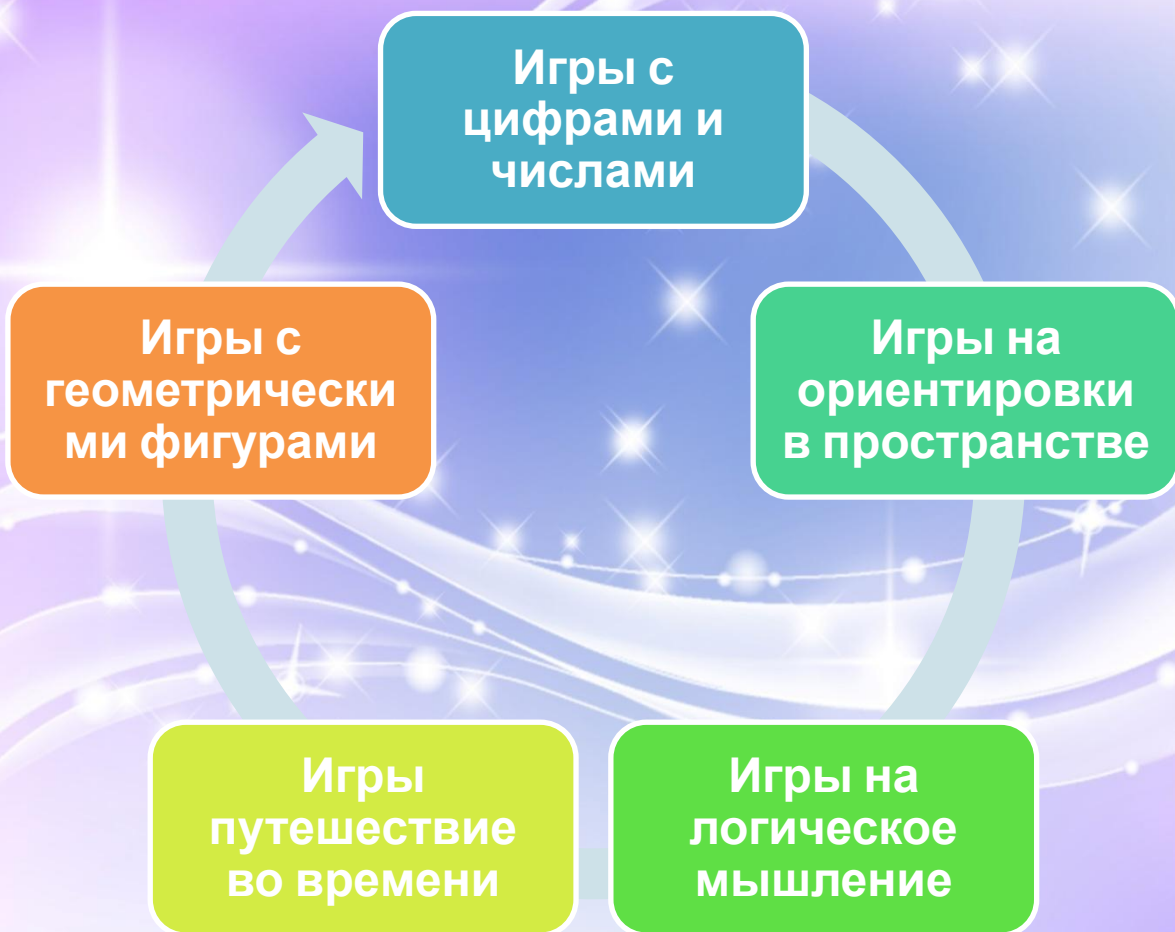 Игры с
цифрами и
числами
Игры на
ориентировки
в пространстве
Игры на
логическое
мышление
Игры
путешествие
во времени
Игры с
геометрически
ми фигурами